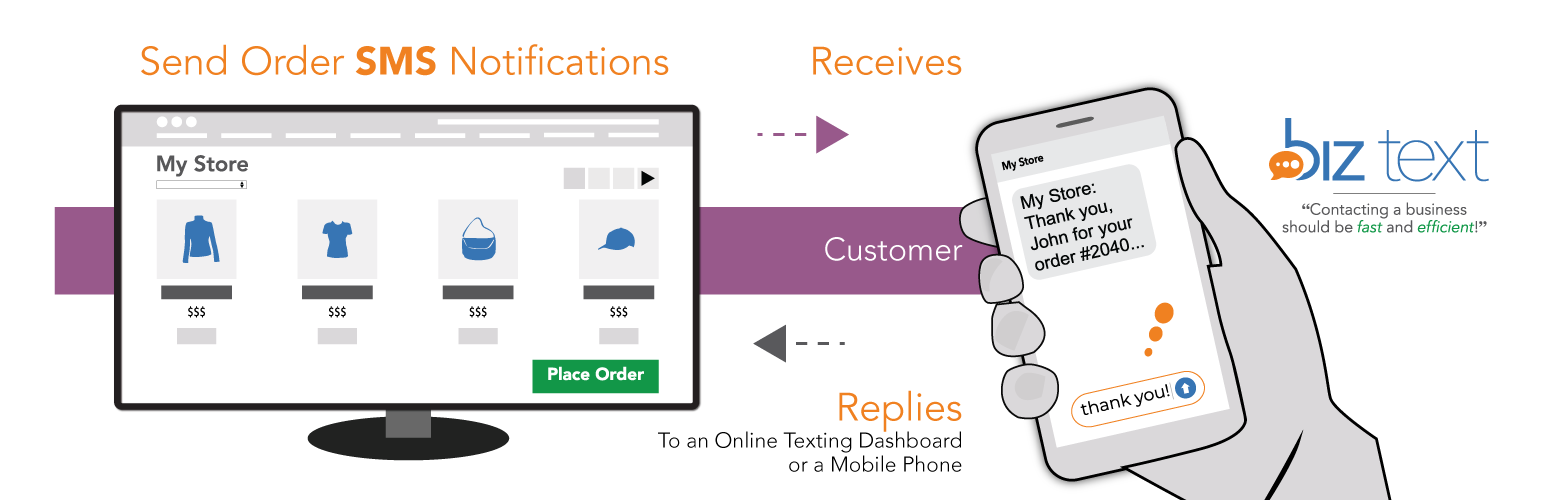 Send Order SMS Notifications
Receives
My Store
$$$
$$$
$$$
$$$
Place Order
Customer
Replies
To an Online Texting Dashboard
or a Mobile Phone
My Store
My Store:
Thank you,
John for your
order #2040...
thank you!
biz text
“Contacting a business
should be fast and efficient!”